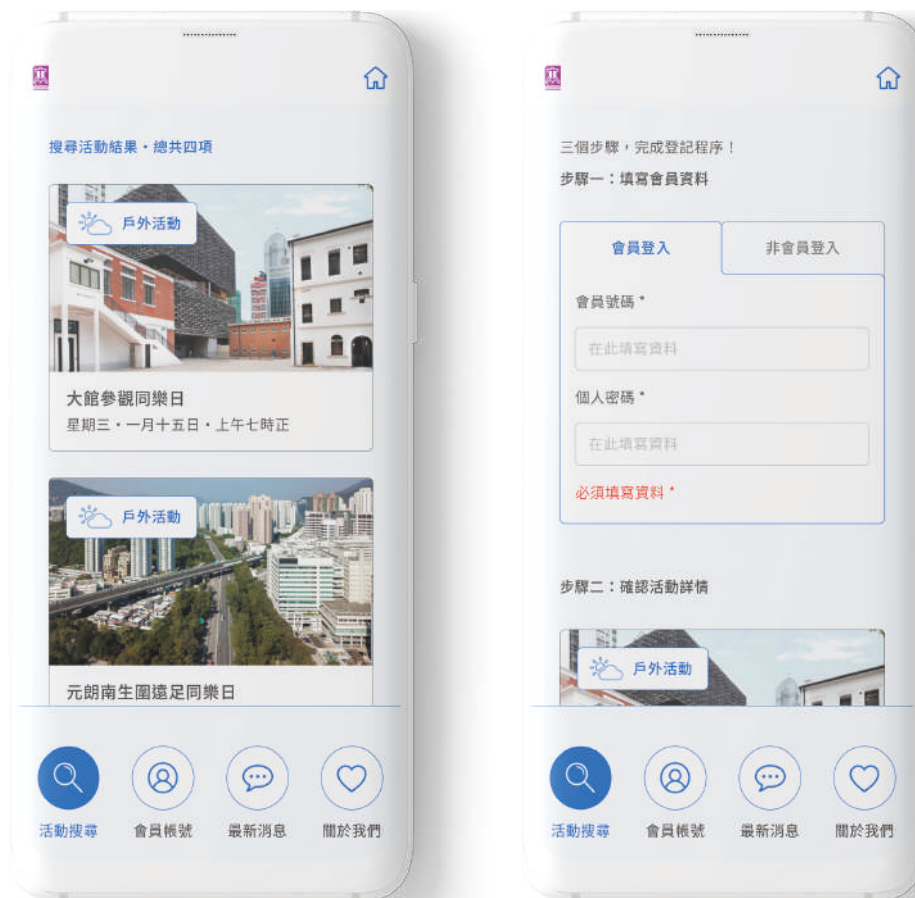 搜尋活動結果・總共四項
戶外活動
大館參觀同樂日
星期三・一月十五日・上午七時正
戶外活動
元朗南生圍遠足同樂日
活動搜尋
會員帳號
最新消息
關於我們
三個步驟，完成登記程序！
步驟一：填寫會員資料
會員登入
非會員登入
會員號碼 *
在此填寫資料
個人密碼 *
在此填寫資料
必須填寫資料 *
步驟二：確認活動詳情
戶外活動
活動搜尋
會員帳號
最新消息
關於我們